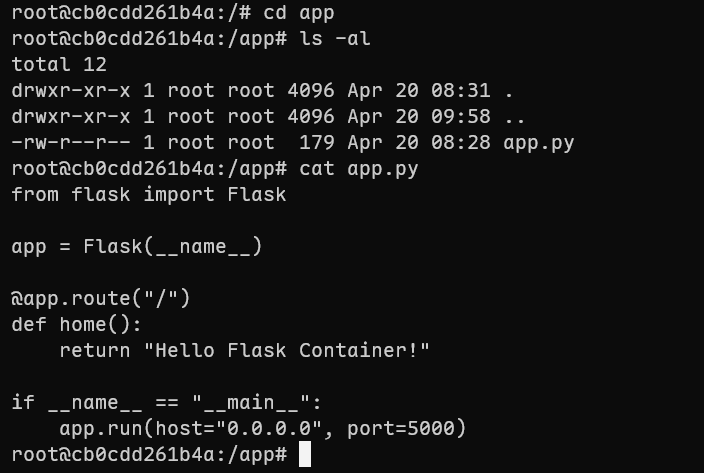 root@cb0cdd261b4a:/# cd app
root@cb0cdd261b4a:/app# ls -al
total 12
drwxr-xr-x 1 root root 4096 Apr 20 08:31 .
drwxr-xr-x 1 root root 4096 Apr 20 09:58 ..
-rw-r--r-- 1 root root  179 Apr 20 08:28 app.py
root@cb0cdd261b4a:/app# cat app.py
from flask import Flask

app = Flask(__name__)

@app.route("/")
def home():
    return "Hello Flask Container!"

if __name__ == "__main__":
    app.run(host="0.0.0.0", port=5000)
root@cb0cdd261b4a:/app#